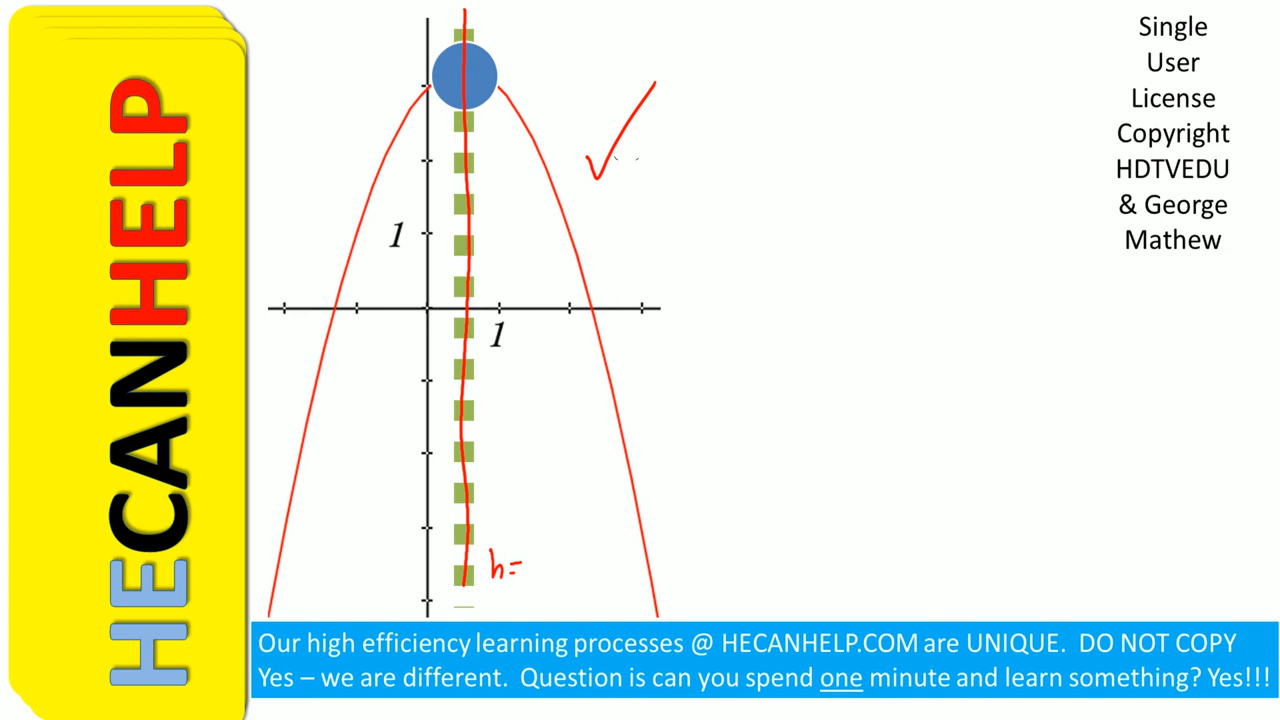 HECANHELP
Single
User
License
Copyright
HDTVEDU
& George
Mathew
1
1
h=
Our high efficiency learning processes @ HECANHELP.COM are UNIQUE. DO NOT COPY
Yes – we are different. Question is can you spend one minute and learn something? Yes!!!